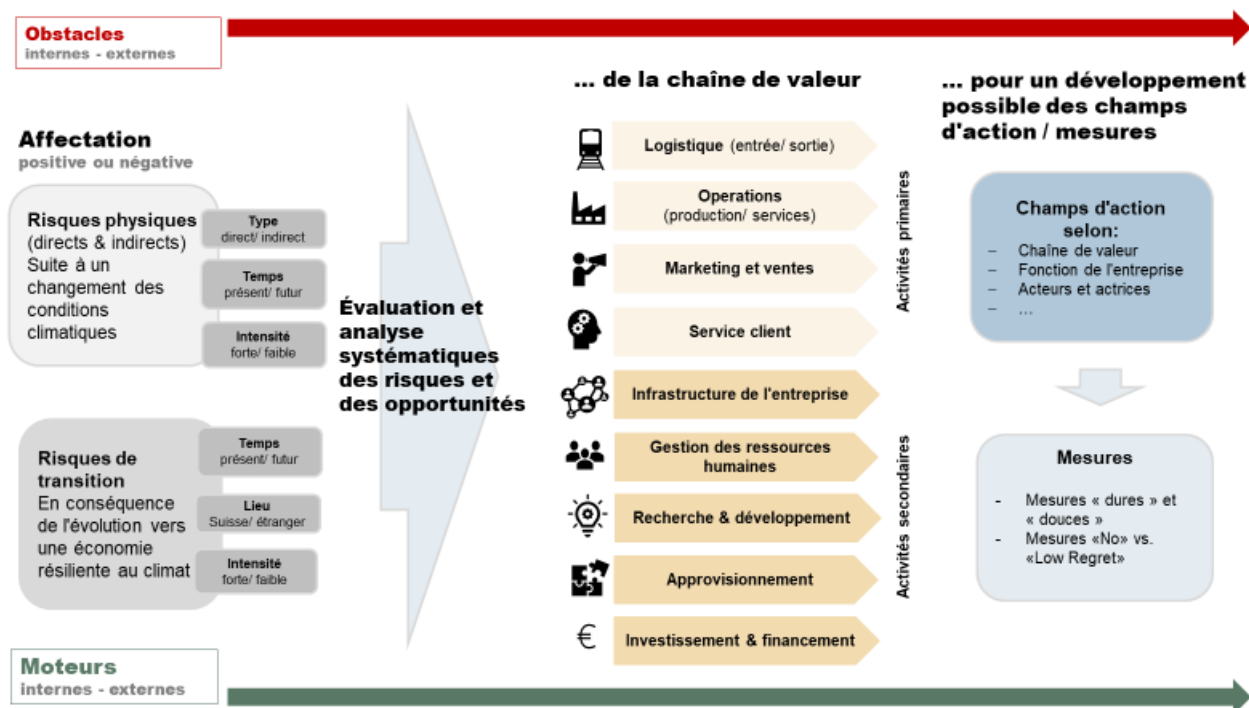 Obstacles
internes - externes
Affectation
positive ou négative
Risques physiques
(directs & indirects)
Suite à un
changement des
conditions
climatiques
Type
direct/ indirect
Temps
présent/ futur
Intensité
forte/ faible
Risques de
transition
En conséquence
de l'évolution vers
une économie
résiliente au climat
Temps
présent/ futur
Lieu
Suisse/ étranger
Intensité
forte/ faible
Évaluation et
analyse
systématiques
des risques et
des opportunités
... de la chaîne de valeur
Logistique (entrée/ sortie)
Operations
(production/ services)
Marketing et ventes
Service client
Infrastructure de l'entreprise
Gestion des ressources
humaines
Recherche & développement
Approvisionnement
€
Investissement & financement
Activités primaires
Activités secondaires
... pour un développement
possible des champs
d'action / mesures
Champs d'action
selon:
– Chaîne de valeur
– Fonction de l'entreprise
– Acteurs et actrices
– ...
Mesures
- Mesures « dures » et
« douces »
- Mesures «No» vs.
«Low Regret»
Moteurs
internes - externes